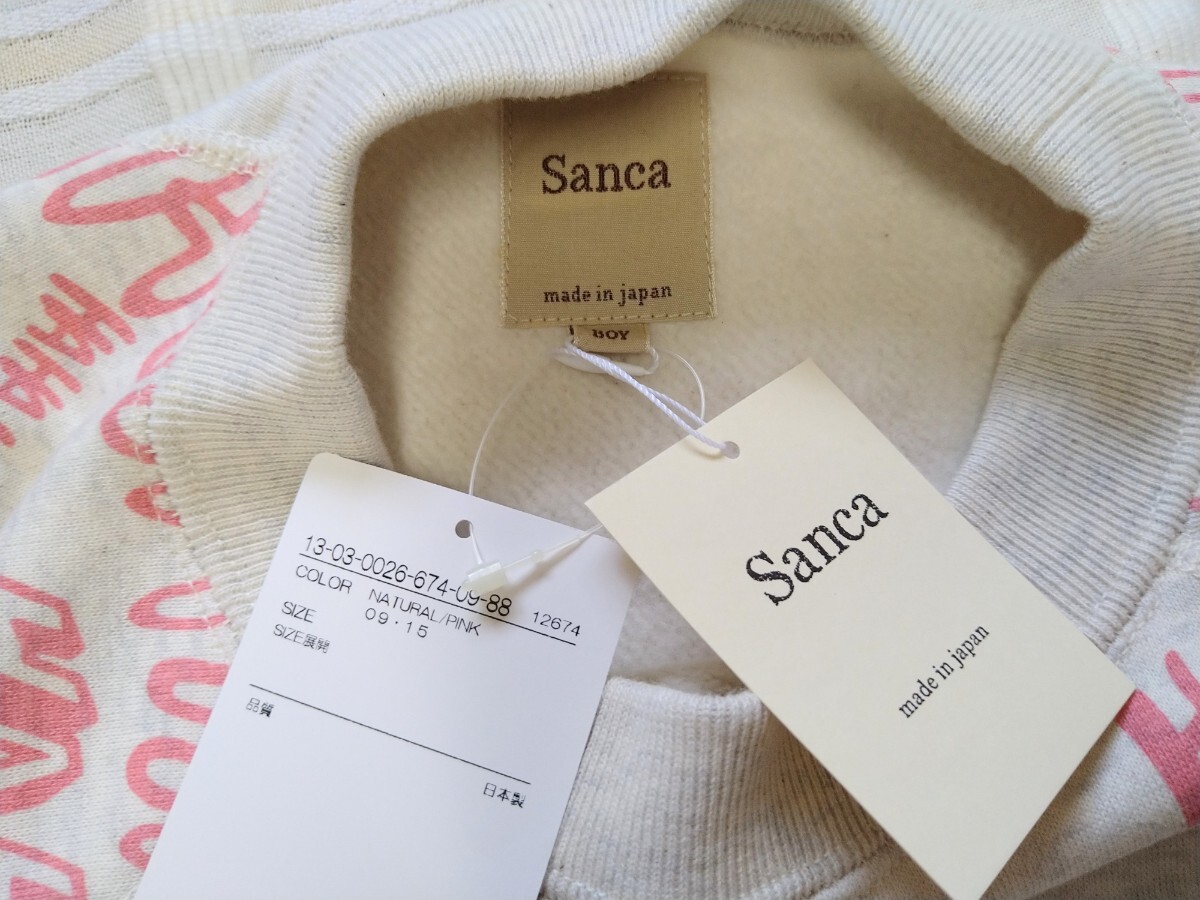 Sanca
made in japan
BOY
13-03-0026-674-09-88 12674
COLOR NATURAL/PINK
SIZE 09・15
SIZE展開
品質
日本製
Sanca
made in japan